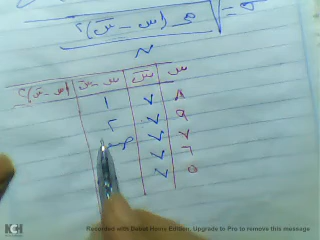 σ = √ مجـ (س − س̄)²
ن
س س̄ س − س̄ (س − س̄)²
٨ ٧ ١
٩ ٧ ٢
٧ ٧ صفر
٦ ٧
٥ ٧
Recorded with Debut Home Edition. Upgrade to Pro to remove this message